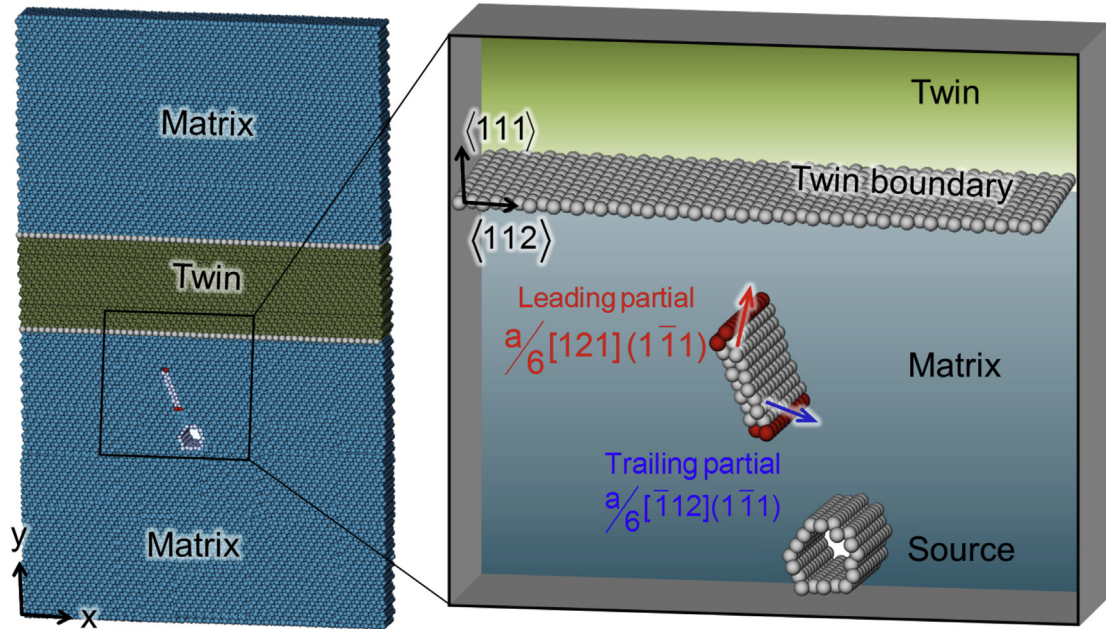 Matrix
Twin
Matrix
y
x
Twin
⟨111⟩
Twin boundary
⟨112⟩
Leading partial
a/6[121](11̅1)
Matrix
Trailing partial
a/6[1̅12](11̅1)
Source